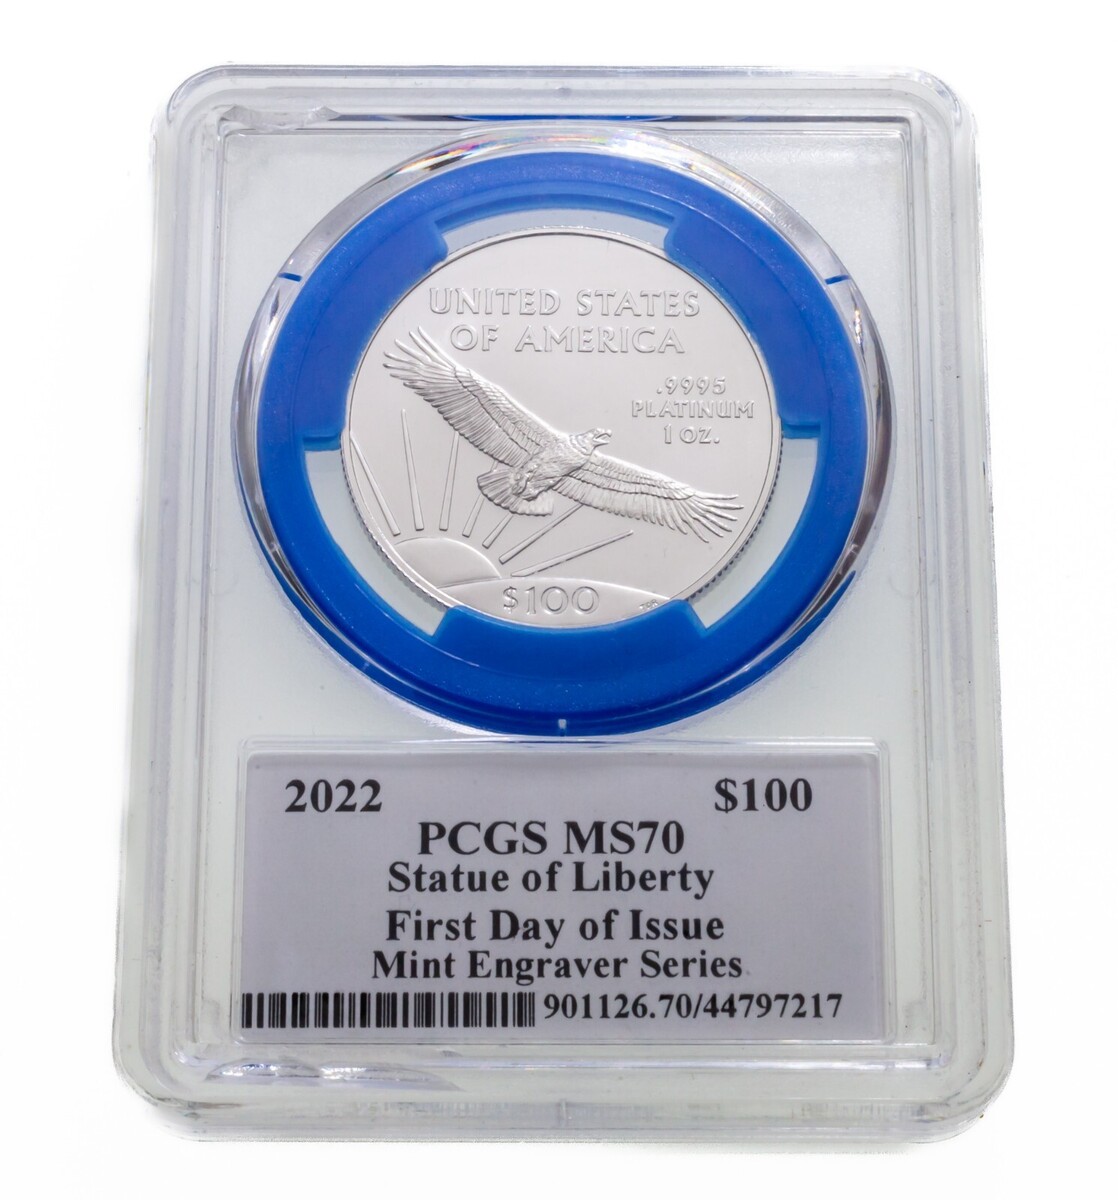 UNITED STATES
OF AMERICA
.9995
PLATINUM
1 OZ.
$100
2022 $100
PCGS MS70
Statue of Liberty
First Day of Issue
Mint Engraver Series
901126.70/44797217